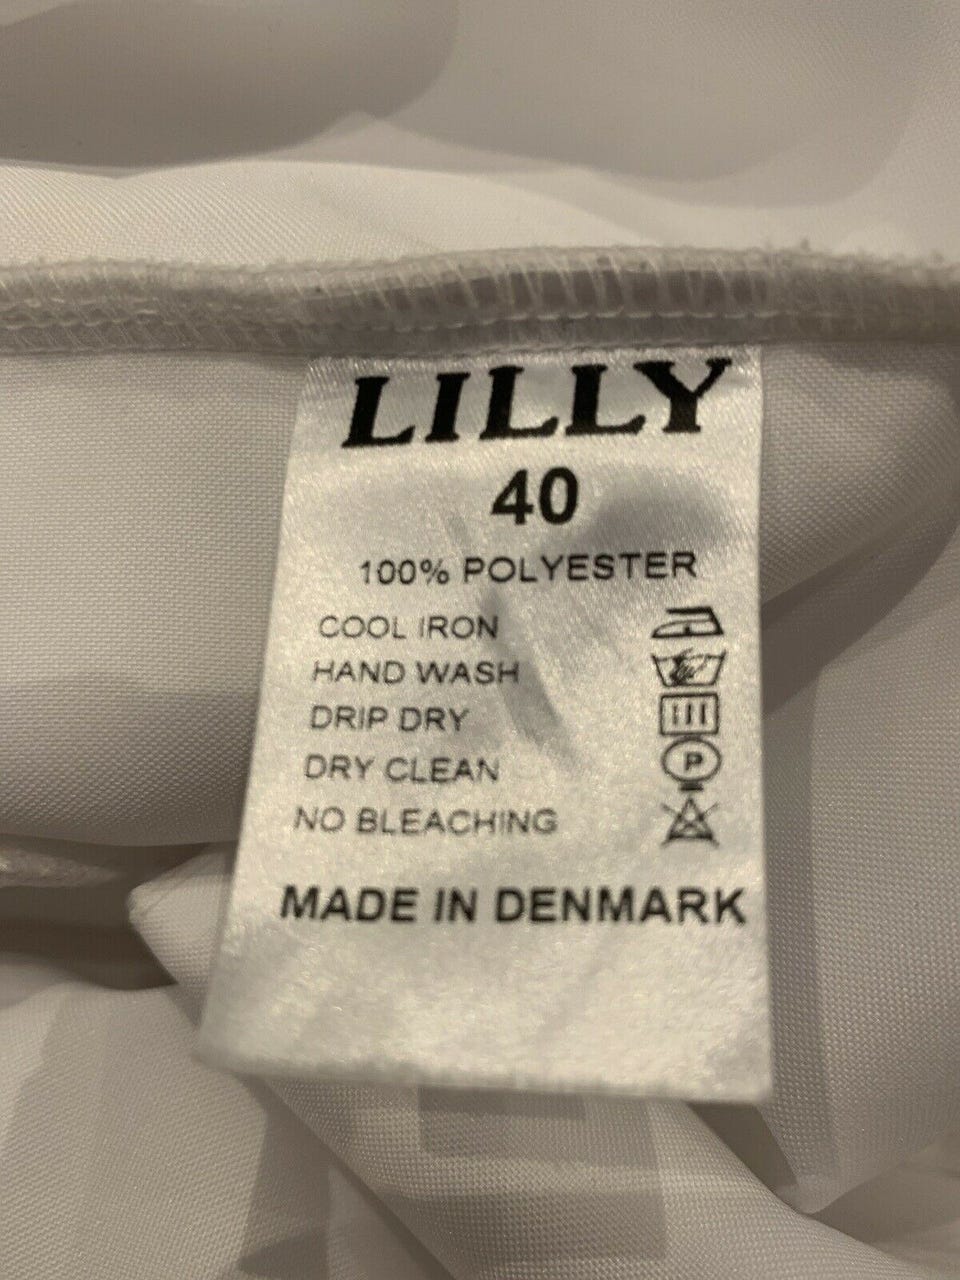 LILLY
40
100% POLYESTER
COOL IRON
HAND WASH
DRIP DRY
DRY CLEAN
P
NO BLEACHING
MADE IN DENMARK